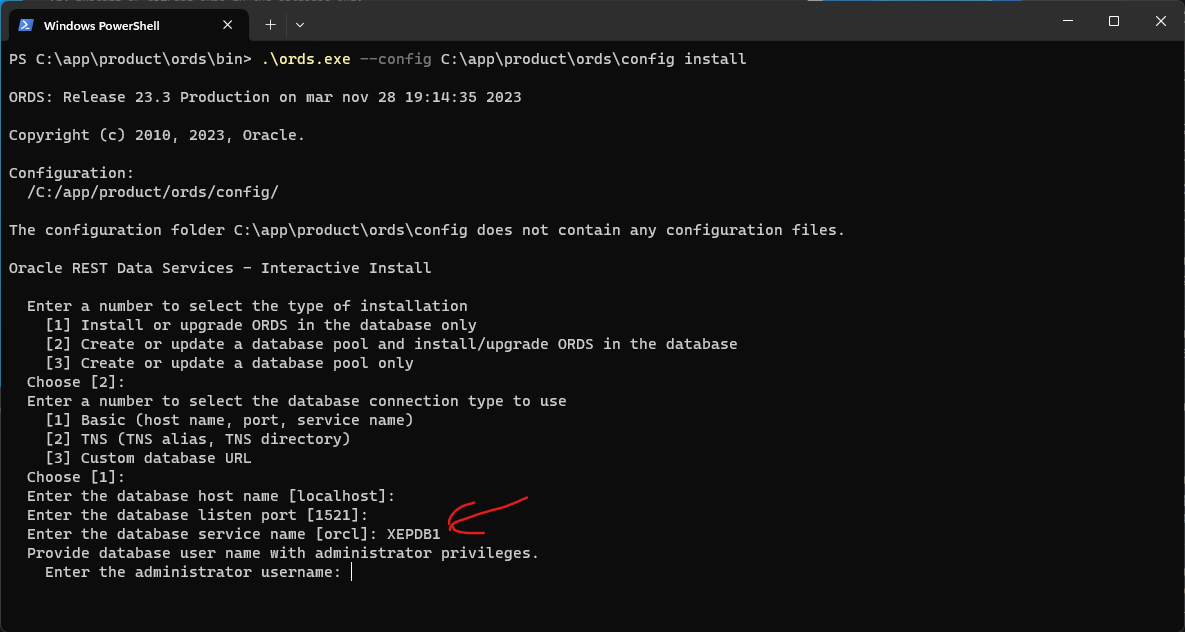 Windows PowerShell
PS C:\app\product\ords\bin> .\ords.exe --config C:\app\product\ords\config install
ORDS: Release 23.3 Production on mar nov 28 19:14:35 2023
Copyright (c) 2010, 2023, Oracle.
Configuration:
/C:/app/product/ords/config/
The configuration folder C:\app\product\ords\config does not contain any configuration files.
Oracle REST Data Services - Interactive Install
Enter a number to select the type of installation
[1] Install or upgrade ORDS in the database only
[2] Create or update a database pool and install/upgrade ORDS in the database
[3] Create or update a database pool only
Choose [2]:
Enter a number to select the database connection type to use
[1] Basic (host name, port, service name)
[2] TNS (TNS alias, TNS directory)
[3] Custom database URL
Choose [1]:
Enter the database host name [localhost]:
Enter the database listen port [1521]:
Enter the database service name [orcl]: XEPDB1
Provide database user name with administrator privileges.
Enter the administrator username: